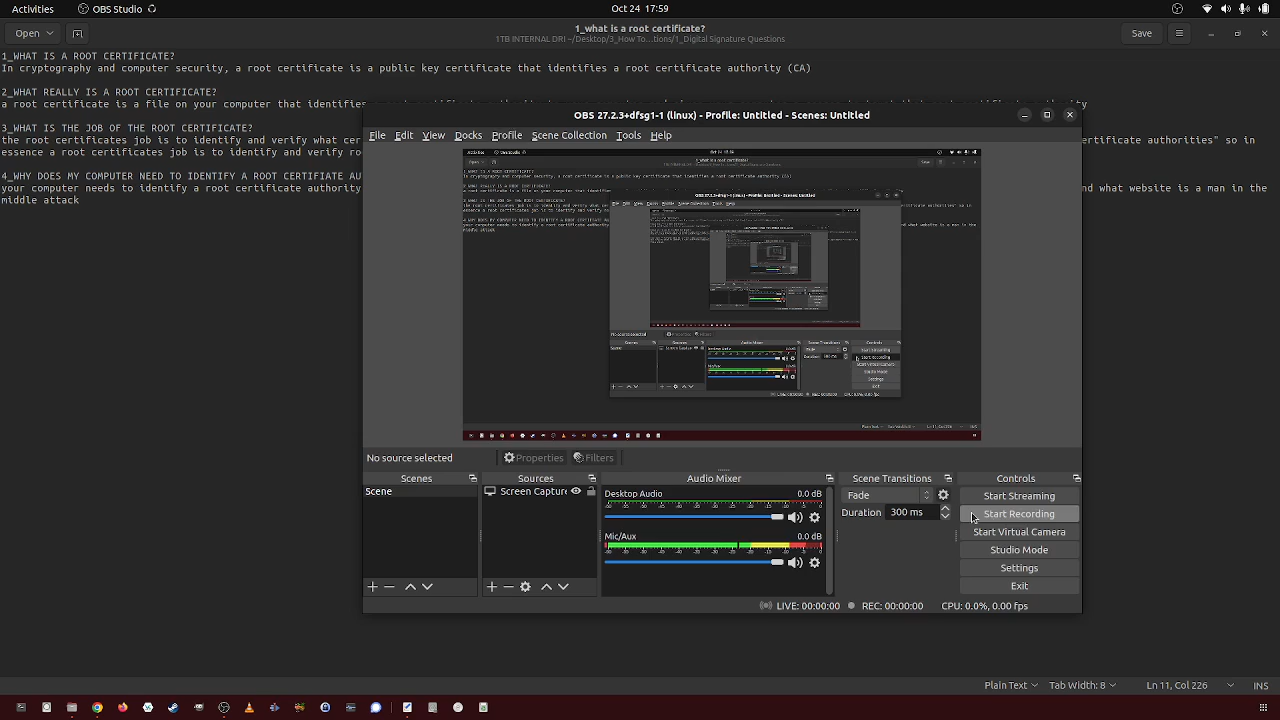 Activities OBS Studio Oct 24 17:59
Open 1_what is a root certificate? Save
1TB INTERNAL DRI ~/Desktop/3_How To...tions/1_Digital Signature Questions
1_WHAT IS A ROOT CERTIFICATE?
In cryptography and computer security, a root certificate is a public key certificate that identifies a root certificate authority (CA)
2_WHAT REALLY IS A ROOT CERTIFICATE?
a root certificate is a file on your computer that identifies
3_WHAT IS THE JOB OF THE ROOT CERTIFICATE?
the root certificates job is to identify and verify what cer certificate authorities" so in
essence a root certificates job is to identify and verify ro
4_WHY DOES MY COMPUTER NEED TO IDENTIFY A ROOT CERTIFICATE AU
your computer needs to identify a root certificate authority and what website is a man in the
middle attack
OBS 27.2.3+dfsg1-1 (linux) - Profile: Untitled - Scenes: Untitled
File Edit View Docks Profile Scene Collection Tools Help
No source selected Properties Filters
Scenes Sources Audio Mixer Scene Transitions Controls
Scene
Screen Capture
Desktop Audio 0.0 dB
Mic/Aux 0.0 dB
Fade
Duration 300 ms
Start Streaming
Start Recording
Start Virtual Camera
Studio Mode
Settings
Exit
LIVE: 00:00:00 REC: 00:00:00 CPU: 0.0%, 0.00 fps
Plain Text Tab Width: 8 Ln 11, Col 226 INS